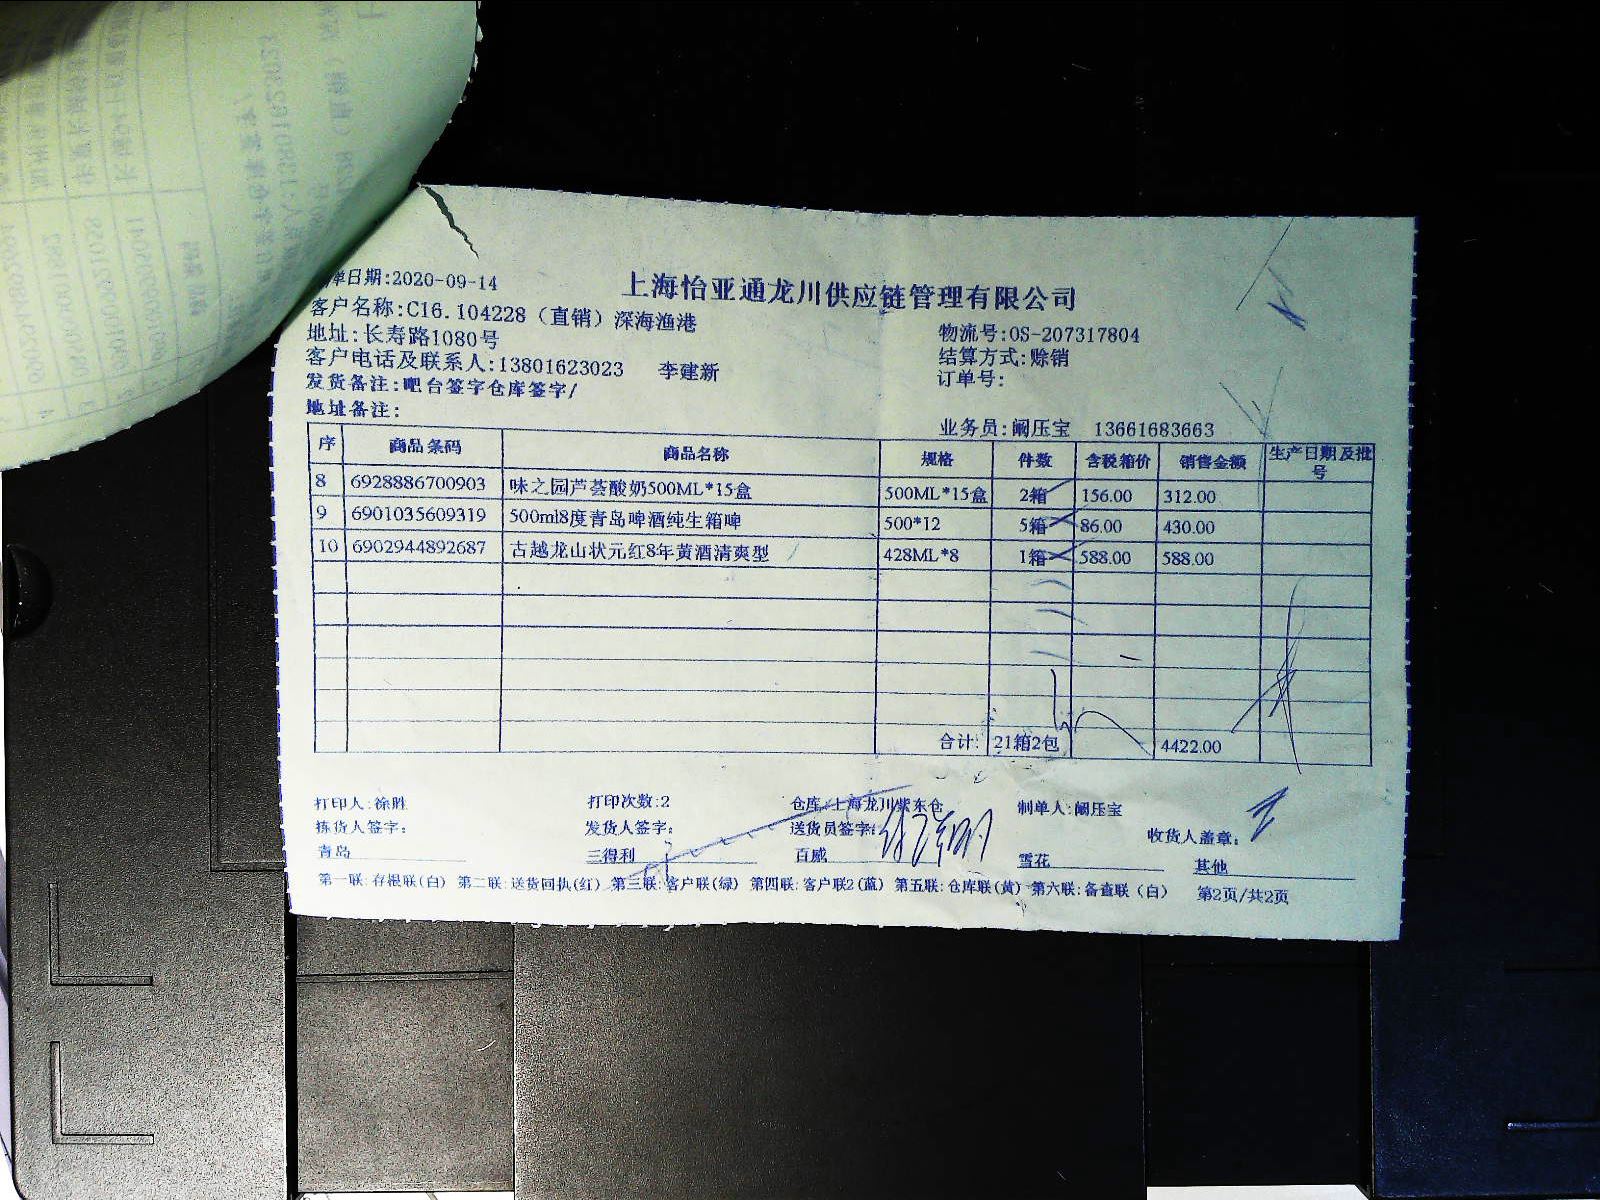 单日期:2020-09-14
上海怡亚通龙川供应链管理有限公司
客户名称:C16.104228（直销）深海渔港
物流号:OS-207317804
地址:长寿路1080号
结算方式:赊销
客户电话及联系人:13801623023 李建新
订单号:
发货备注:吧台签字仓库签字/
地址备注:
业务员:阚压宝 13661683663
序 商品条码 商品名称 规格 件数 含税箱价 销售金额 生产日期及批号
8 6928886700903 味之园芦荟酸奶500ML*15盒 500ML*15盒 2箱 156.00 312.00
9 6901035609319 500ml8度青岛啤酒纯生箱啤 500*12 5箱 86.00 430.00
10 6902944892687 古越龙山状元红8年黄酒清爽型 428ML*8 1箱 588.00 588.00
合计: 21箱2包 4422.00
打印人:徐胜 打印次数:2 仓库:上海龙川紫东仓 制单人:阚压宝
拣货人签字: 发货人签字: 送货员签字: 收货人盖章:
青岛 三得利 百威 雪花 其他
第一联:存根联(白) 第二联:送货回执(红) 第三联:客户联(绿) 第四联:客户联2(蓝) 第五联:仓库联(黄) 第六联:备查联（白） 第2页/共2页